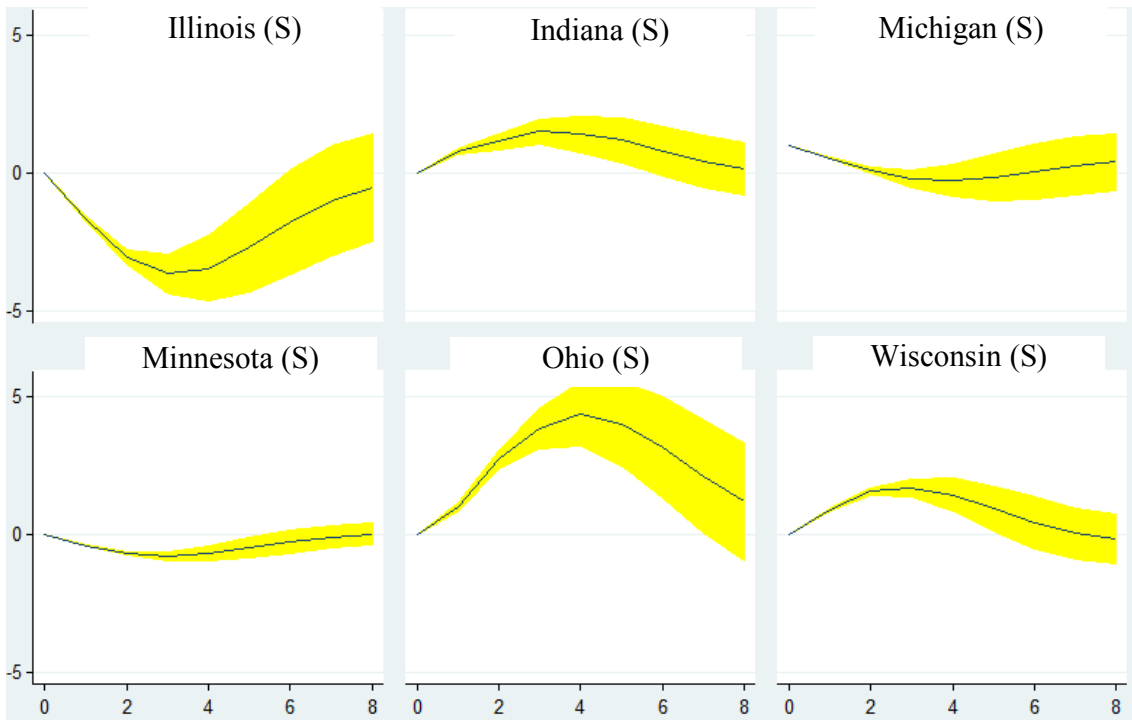 Illinois (S) Indiana (S) Michigan (S)
5
0
-5
Minnesota (S) Ohio (S) Wisconsin (S)
5
0
-5
0 2 4 6 8 0 2 4 6 8 0 2 4 6 8